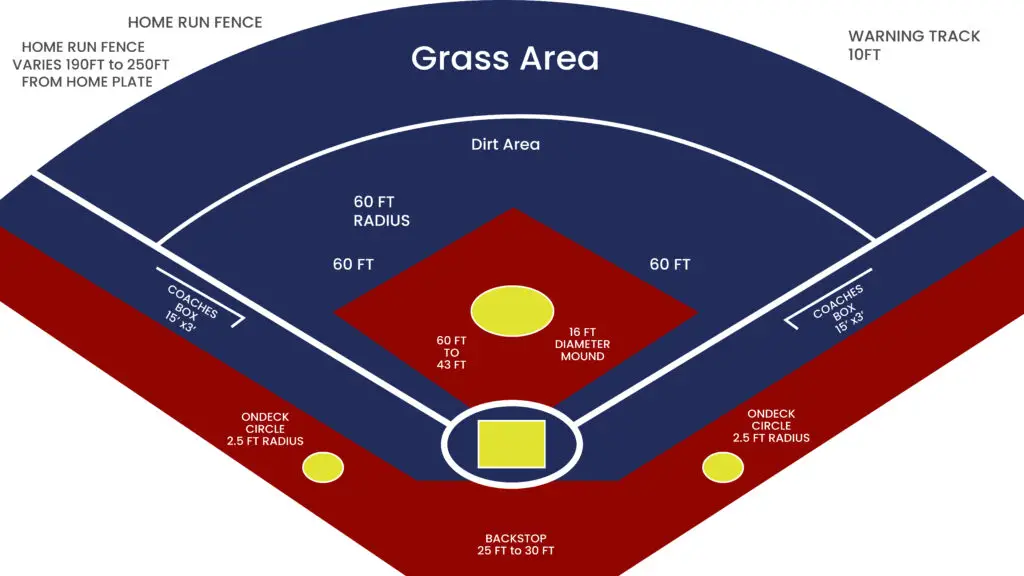 HOME RUN FENCE
HOME RUN FENCE
VARIES 190FT to 250FT
FROM HOME PLATE
Grass Area
WARNING TRACK
10FT
Dirt Area
60 FT
RADIUS
60 FT
60 FT
COACHES
BOX
15’ x3’
COACHES
BOX
15’ x3’
60 FT
TO
43 FT
16 FT
DIAMETER
MOUND
ONDECK
CIRCLE
2.5 FT RADIUS
ONDECK
CIRCLE
2.5 FT RADIUS
BACKSTOP
25 FT to 30 FT